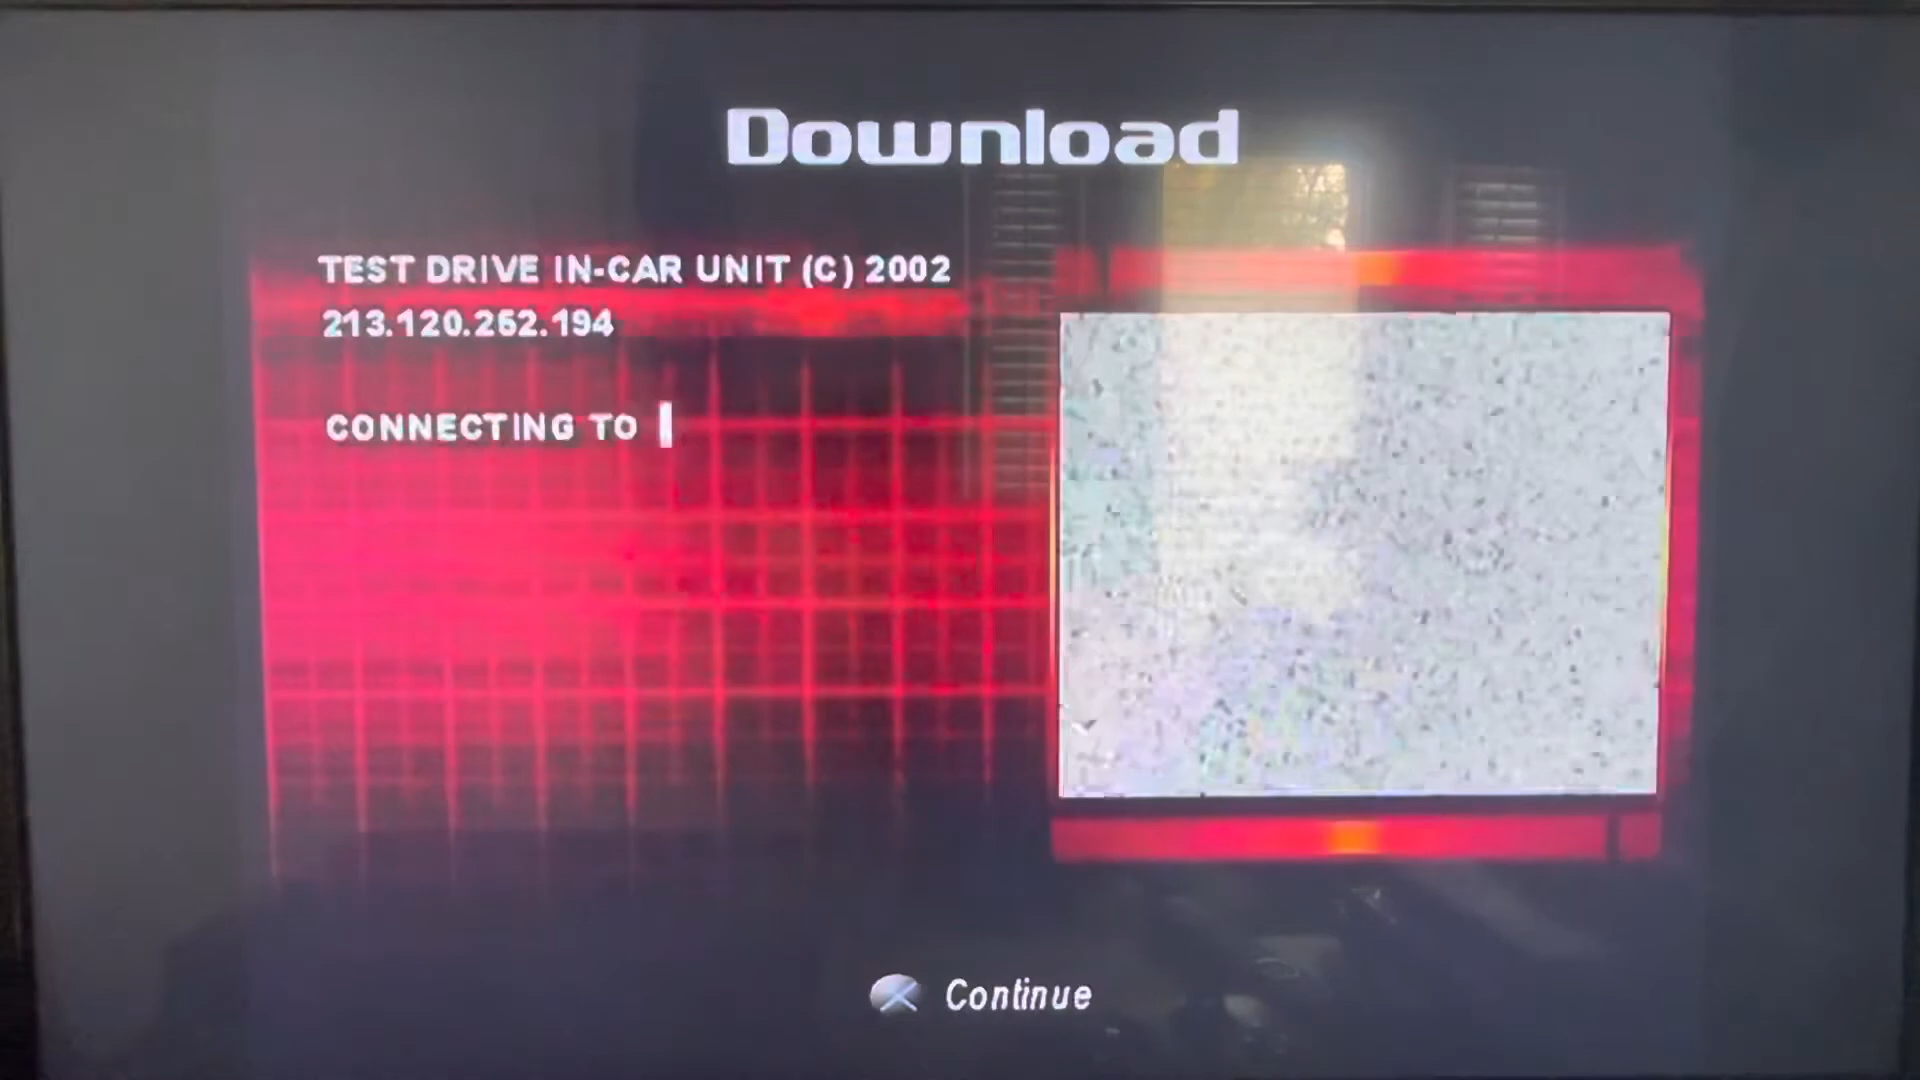 Download
TEST DRIVE IN-CAR UNIT (C) 2002
213.120.252.194
CONNECTING TO
Continue